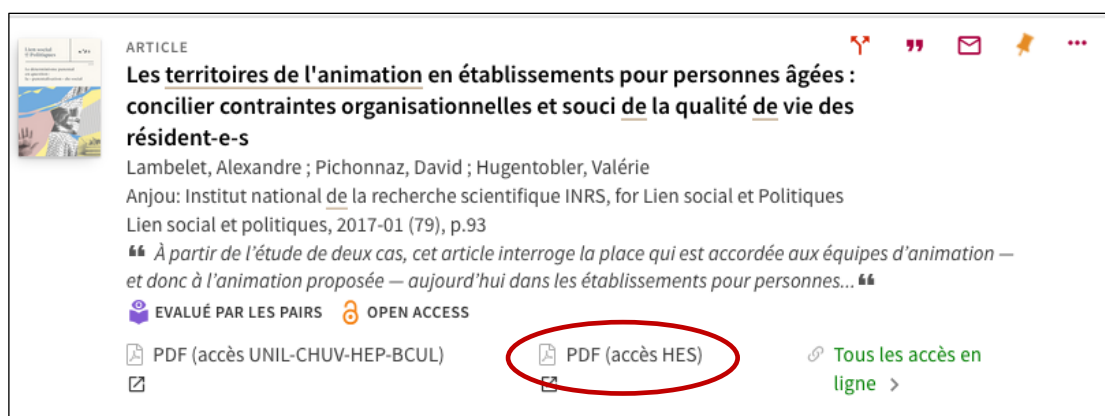 Lien social
& Politiques
ARTICLE
Les territoires de l'animation en établissements pour personnes âgées :
concilier contraintes organisationnelles et souci de la qualité de vie des
résident-e-s
Lambelet, Alexandre ; Pichonnaz, David ; Hugentobler, Valérie
Anjou: Institut national de la recherche scientifique INRS, for Lien social et Politiques
Lien social et politiques, 2017-01 (79), p.93
❝ À partir de l’étude de deux cas, cet article interroge la place qui est accordée aux équipes d’animation —
et donc à l’animation proposée — aujourd’hui dans les établissements pour personnes... ❝
EVALUÉ PAR LES PAIRS OPEN ACCESS
PDF (accès UNIL-CHUV-HEP-BCUL) PDF (accès HES) Tous les accès en
ligne >